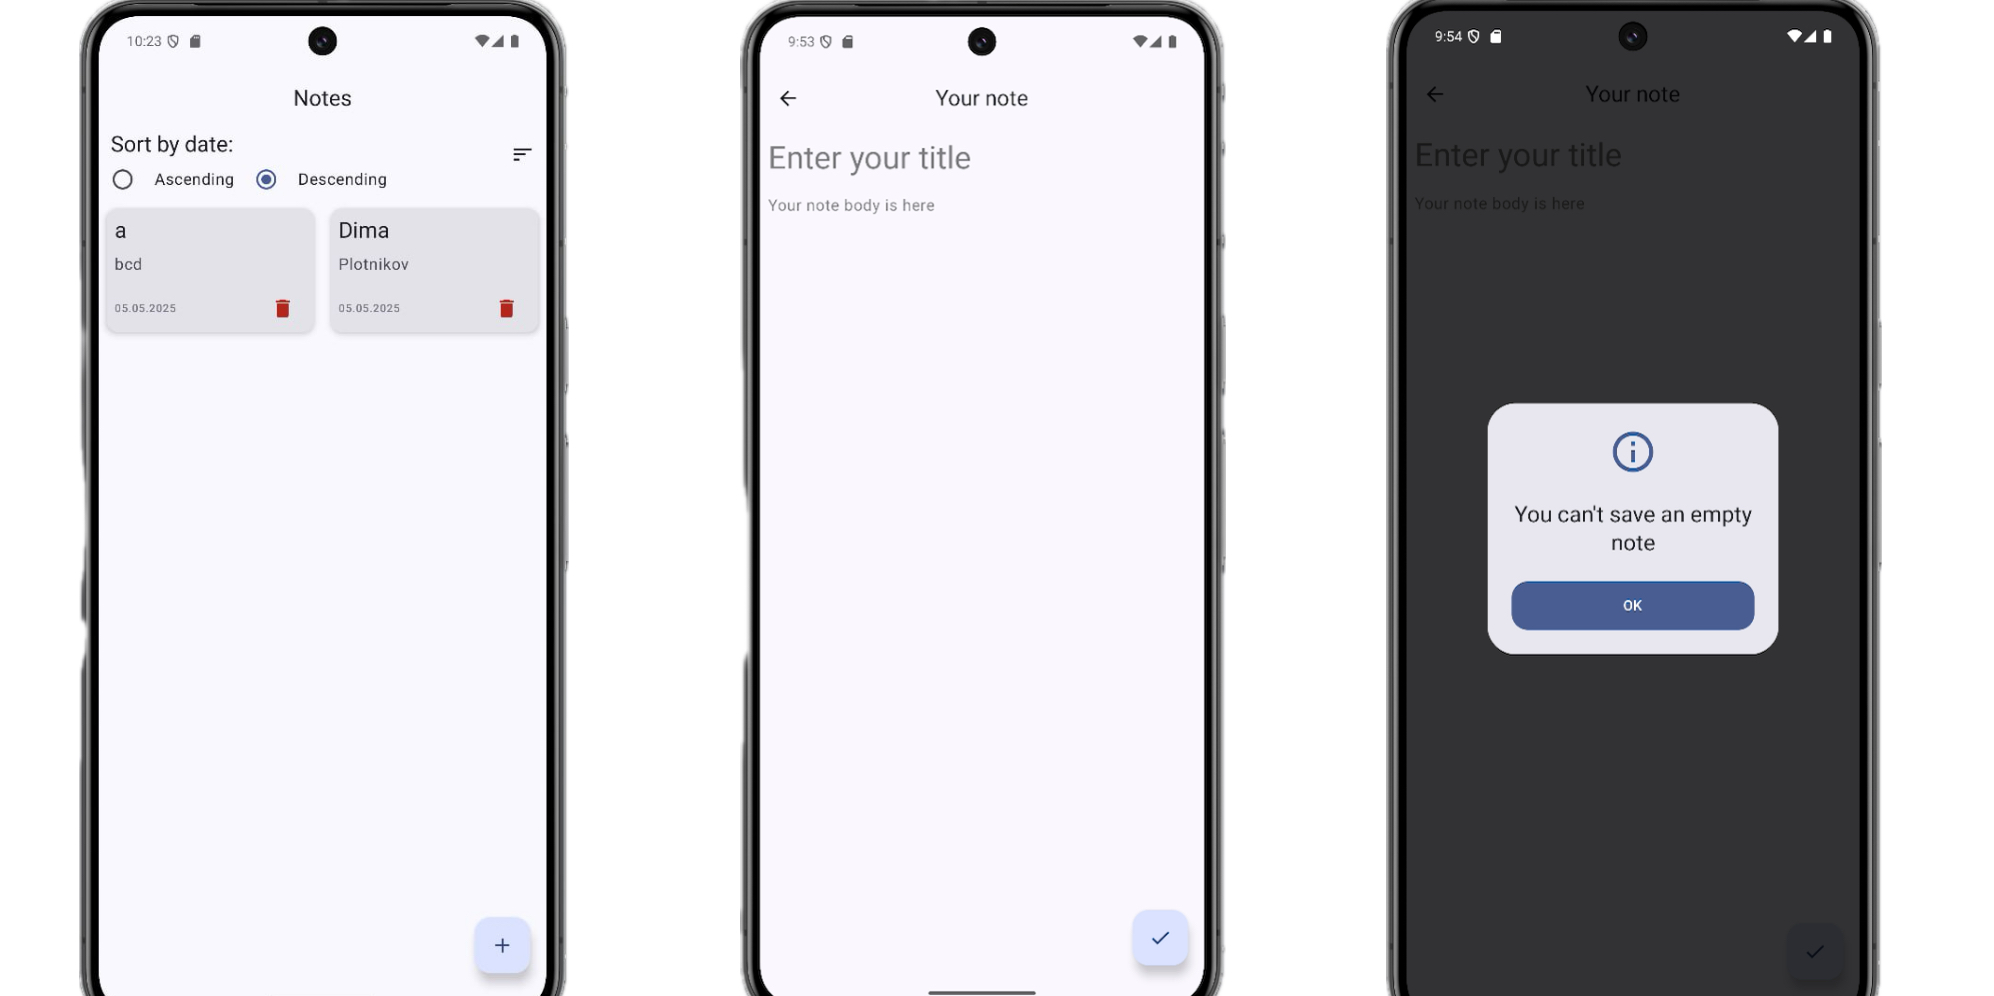 10:23
Notes
Sort by date:
Ascending Descending
a
bcd
05.05.2025
Dima
Plotnikov
05.05.2025
9:53
Your note
Enter your title
Your note body is here
9:54
Your note
Enter your title
Your note body is here
You can't save an empty
note
OK